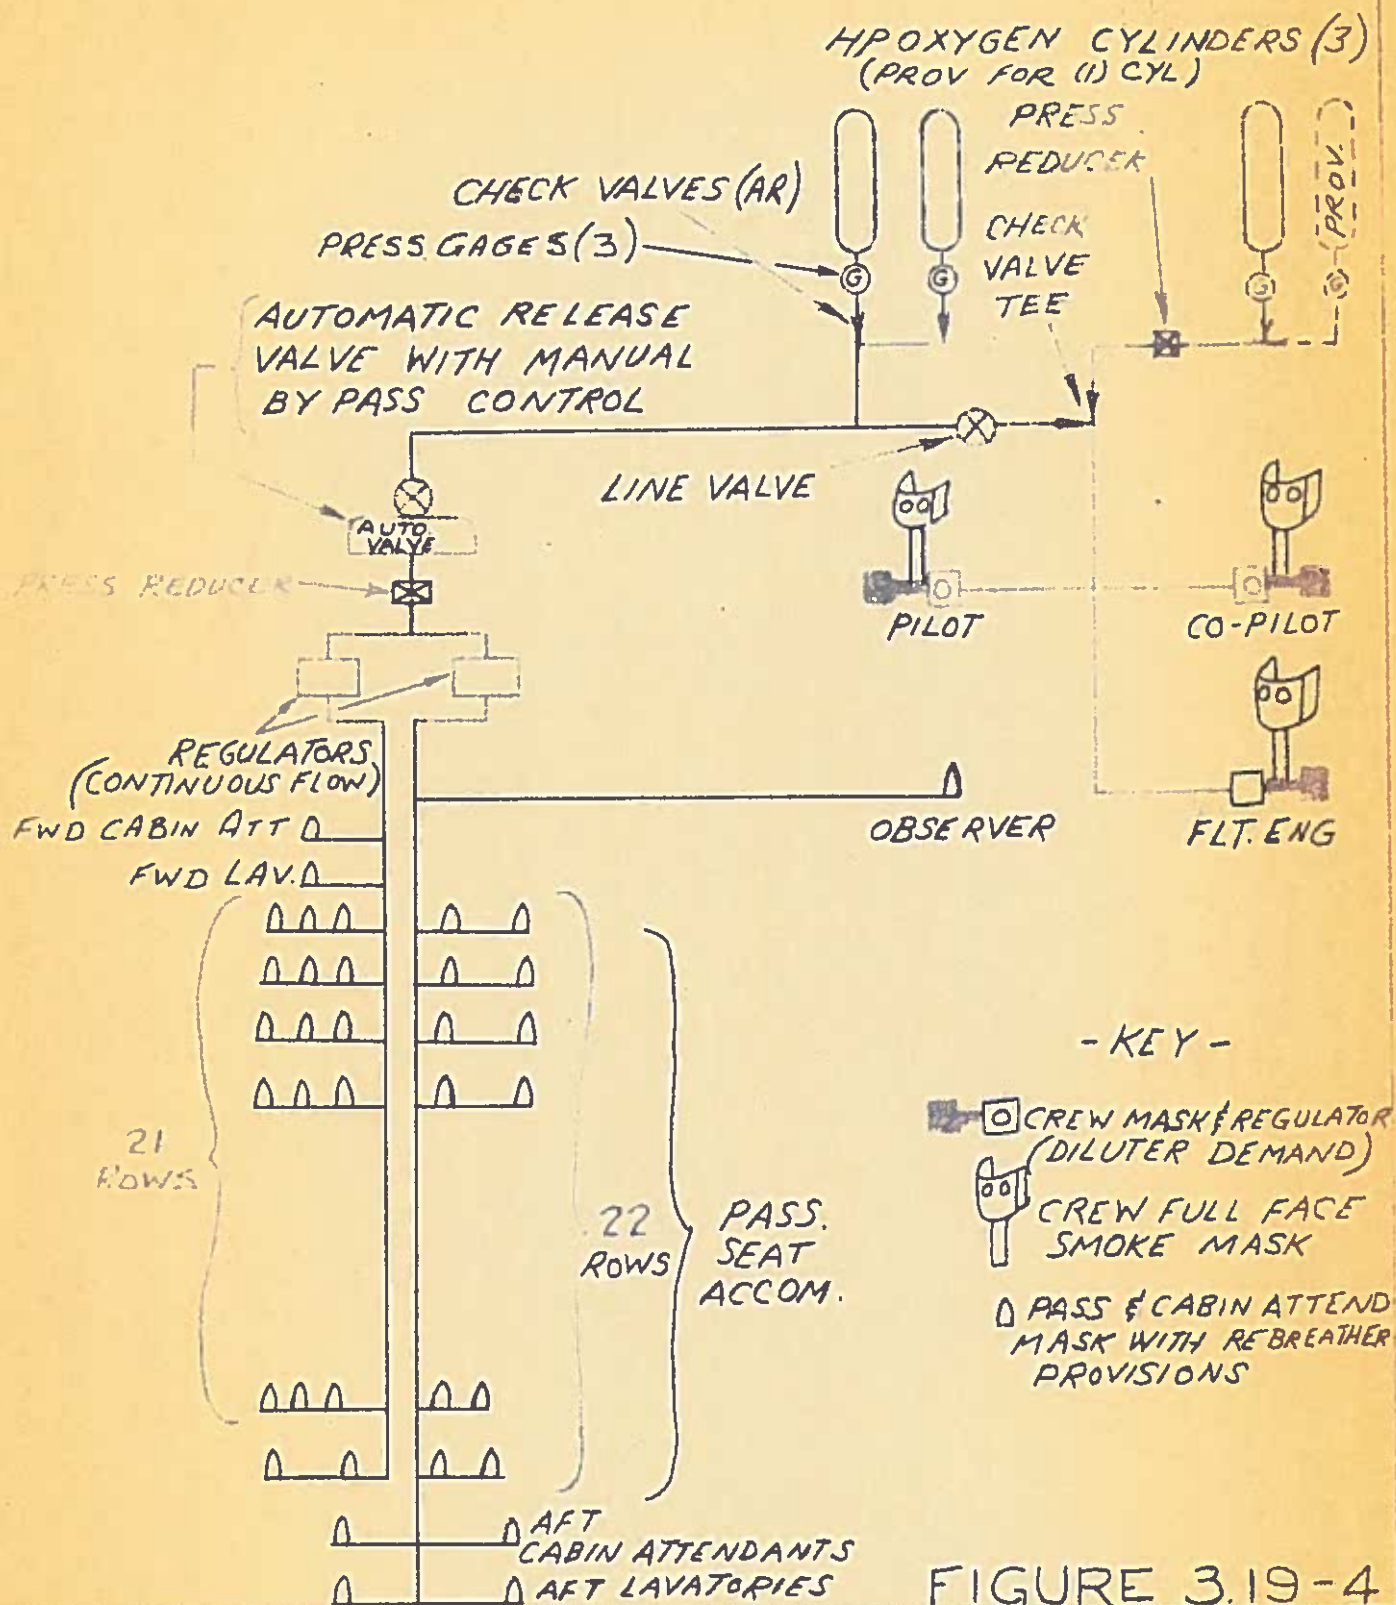 HP OXYGEN CYLINDERS (3)
(PROV FOR (1) CYL)
PRESS
REDUCER
CHECK VALVES (AR)
PRESS. GAGES (3)
CHECK
VALVE
TEE
PROV.
G
G
G
G
AUTOMATIC RELEASE
VALVE WITH MANUAL
BY PASS CONTROL
LINE VALVE
AUTO.
VALVE
PRESS REDUCER
PILOT
CO-PILOT
REGULATORS
(CONTINUOUS FLOW)
FWD CABIN ATT
OBSERVER
FLT. ENG
FWD LAV.
21
ROWS
22
ROWS
PASS.
SEAT
ACCOM.
- KEY -
CREW MASK & REGULATOR
(DILUTER DEMAND)
CREW FULL FACE
SMOKE MASK
PASS & CABIN ATTEND
MASK WITH REBREATHER
PROVISIONS
AFT
CABIN ATTENDANTS
AFT LAVATORIES
FIGURE 3.19-4